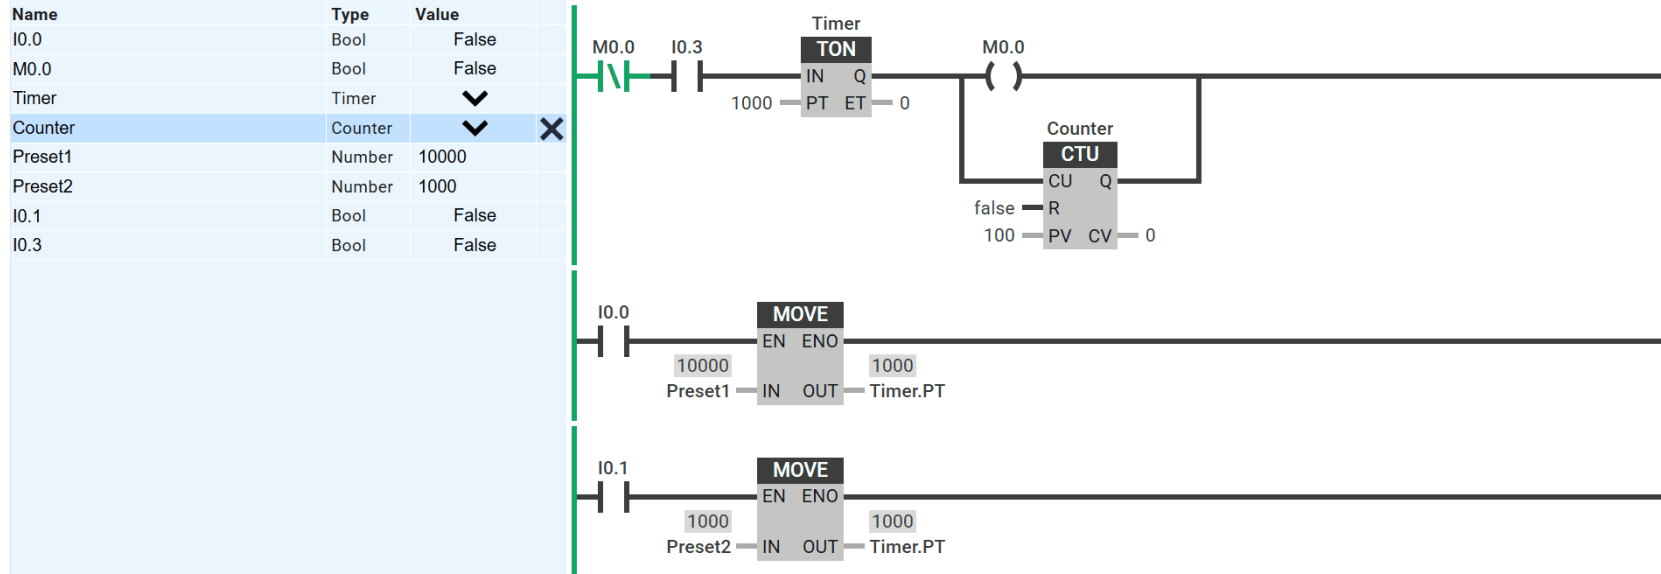 Name Type Value
I0.0 Bool False
M0.0 Bool False
Timer Timer
Counter Counter
Preset1 Number 10000
Preset2 Number 1000
I0.1 Bool False
I0.3 Bool False
Timer
M0.0 I0.3 TON M0.0
IN Q
1000 PT ET 0
Counter
CTU
CU Q
false R
100 PV CV 0
I0.0 MOVE
EN ENO
10000 1000
Preset1 IN OUT Timer.PT
I0.1 MOVE
EN ENO
1000 1000
Preset2 IN OUT Timer.PT